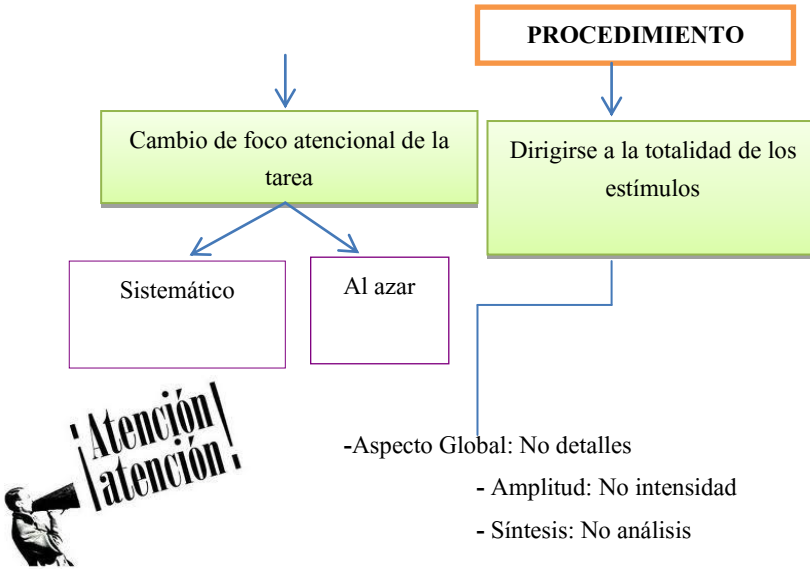 PROCEDIMIENTO
Cambio de foco atencional de la
tarea
Dirigirse a la totalidad de los
estímulos
Sistemático
Al azar
¡Atención
atención!
-Aspecto Global: No detalles
- Amplitud: No intensidad
- Síntesis: No análisis